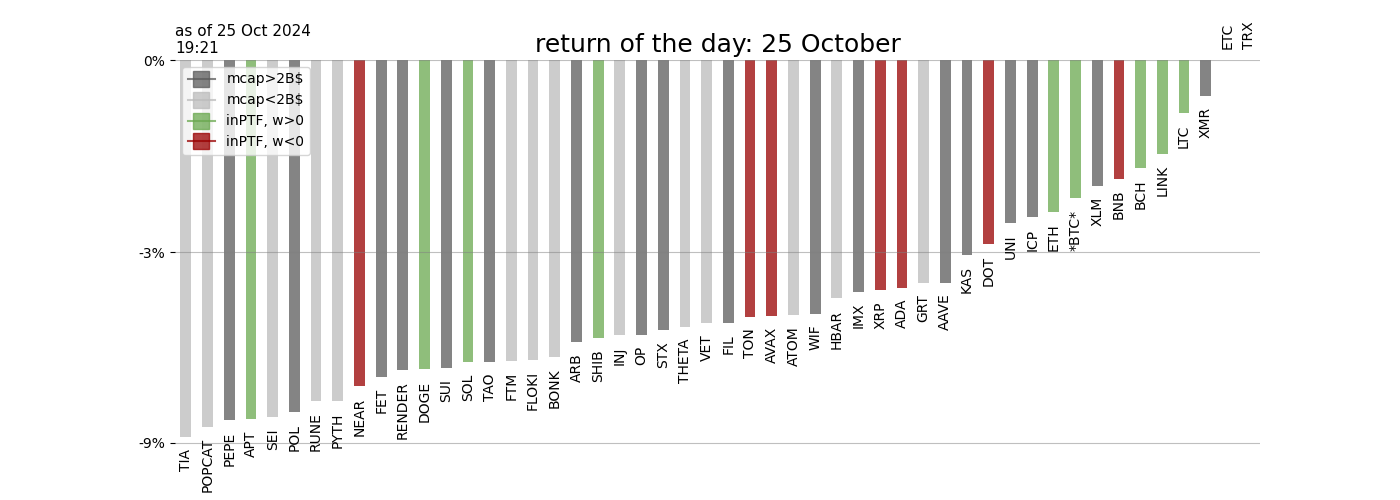 as of 25 Oct 2024
19:21
return of the day: 25 October
ETC
TRX
0%
mcap>2B$
mcap<2B$
inPTF, w>0
inPTF, w<0
-3%
-9%
TIA
POPCAT
PEPE
APT
SEI
POL
RUNE
PYTH
NEAR
FET
RENDER
DOGE
SUI
SOL
TAO
FTM
FLOKI
BONK
ARB
SHIB
INJ
OP
STX
THETA
VET
FIL
TON
AVAX
ATOM
WIF
HBAR
IMX
XRP
ADA
GRT
AAVE
KAS
DOT
UNI
ICP
ETH
*BTC*
XLM
BNB
BCH
LINK
LTC
XMR